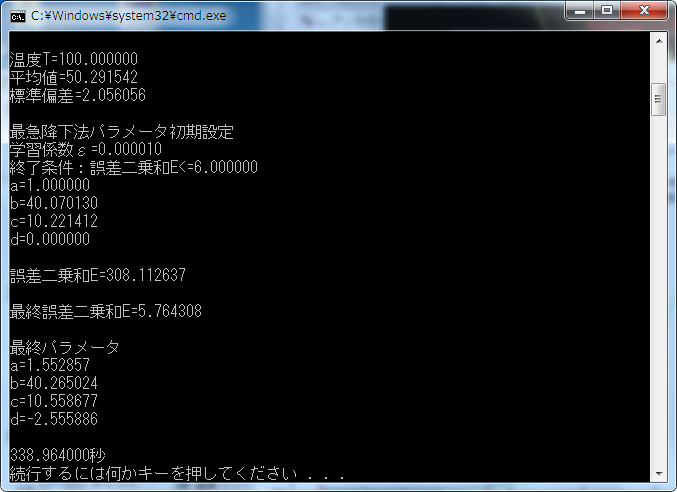 C:¥Windows¥system32¥cmd.exe
温度T=100.000000
平均値=50.291542
標準偏差=2.056056
最急降下法パラメータ初期設定
学習係数ε=0.000010
終了条件：誤差二乗和E<=6.000000
a=1.000000
b=40.070130
c=10.221412
d=0.000000
誤差二乗和E=308.112637
最終誤差二乗和E=5.764308
最終パラメータ
a=1.552857
b=40.265024
c=10.558677
d=-2.555886
338.964000秒
続行するには何かキーを押してください . . .